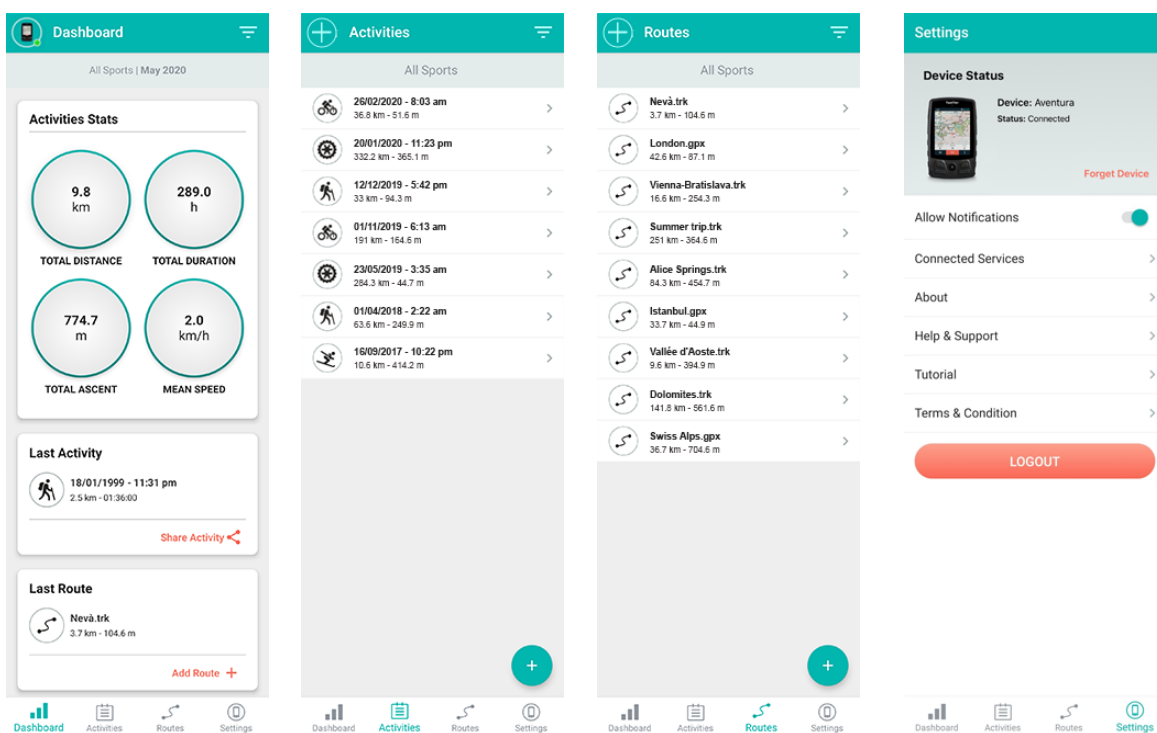 Dashboard
All Sports | May 2020
Activities Stats
9.8
km
TOTAL DISTANCE
289.0
h
TOTAL DURATION
774.7
m
TOTAL ASCENT
2.0
km/h
MEAN SPEED
Last Activity
18/01/1999 - 11:31 pm
2.5 km - 01:36:00
Share Activity
Last Route
Nevà.trk
3.7 km - 104.6 m
Add Route +
Dashboard
Activities
Routes
Settings
Activities
All Sports
26/02/2020 - 8:03 am
36.8 km - 51.6 m
20/01/2020 - 11:23 pm
332.2 km - 365.1 m
12/12/2019 - 5:42 pm
33 km - 94.3 m
01/11/2019 - 6:13 am
191 km - 164.6 m
23/05/2019 - 3:35 am
284.3 km - 44.7 m
01/04/2018 - 2:22 am
63.6 km - 249.9 m
16/09/2017 - 10:22 pm
10.6 km - 414.2 m
Dashboard
Activities
Routes
Settings
Routes
All Sports
Nevà.trk
3.7 km - 104.6 m
London.gpx
42.6 km - 87.1 m
Vienna-Bratislava.trk
16.6 km - 254.3 m
Summer trip.trk
251 km - 364.6 m
Alice Springs.trk
84.3 km - 454.7 m
Istanbul.gpx
33.7 km - 44.9 m
Vallée d'Aoste.trk
9.6 km - 394.9 m
Dolomites.trk
141.8 km - 561.6 m
Swiss Alps.gpx
36.7 km - 704.6 m
Dashboard
Activities
Routes
Settings
Settings
Device Status
Device: Aventura
Status: Connected
Forget Device
Allow Notifications
Connected Services
About
Help & Support
Tutorial
Terms & Condition
LOGOUT
Dashboard
Activities
Routes
Settings